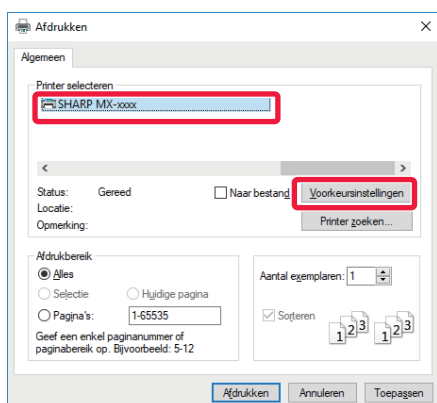 Afdrukken
Algemeen
Printer selecteren
SHARP MX-xxxx
Status: Gereed
Naar bestand
Voorkeursinstellingen
Locatie:
Opmerking:
Printer zoeken...
Afdrukbereik
Alles
Selectie
Huidige pagina
Pagina's: 1-65535
Geef een enkel paginanummer of
paginabereik op. Bijvoorbeeld: 5-12
Aantal exemplaren: 1
Sorteren
1 2 3 1 2 3
Afdrukken Annuleren Toepassen